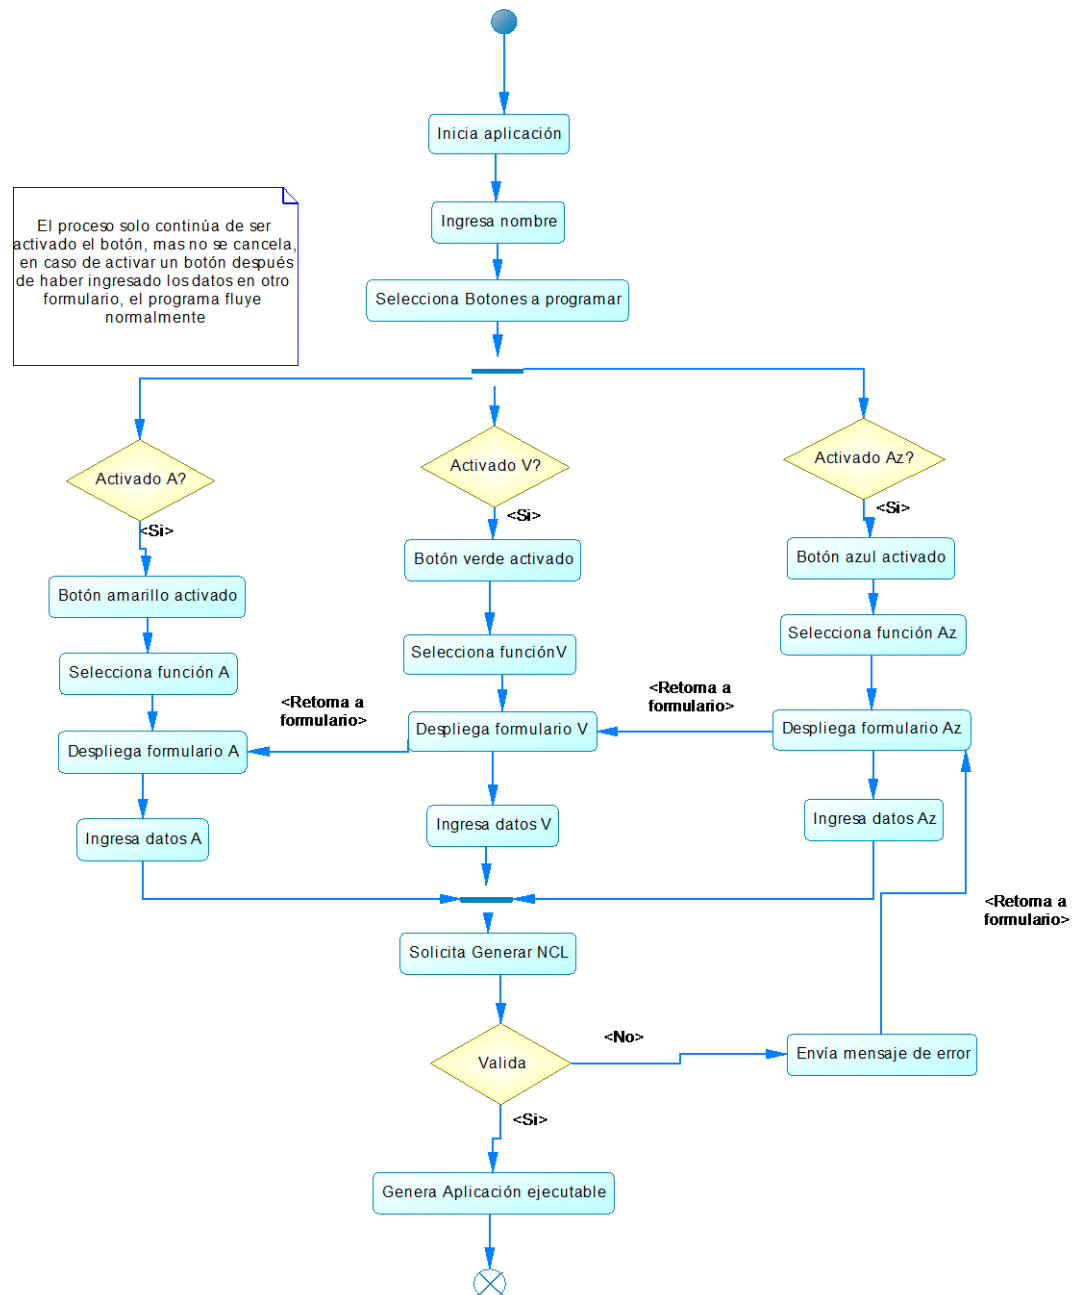 Inicia aplicación
Ingresa nombre
El proceso solo continúa de ser
activado el botón, mas no se cancela,
en caso de activar un botón después
de haber ingresado los datos en otro
formulario, el programa fluye
normalmente
Selecciona Botones a programar
Activado A?
Activado V?
Activado Az?
<Si>
<Si>
<Si>
Botón amarillo activado
Botón verde activado
Botón azul activado
Selecciona función A
Selecciona función V
Selecciona función Az
<Retorna a
formulario>
<Retorna a
formulario>
Despliega formulario A
Despliega formulario V
Despliega formulario Az
Ingresa datos A
Ingresa datos V
Ingresa datos Az
<Retorna a
formulario>
Solicita Generar NCL
Valida
<No>
Envía mensaje de error
<Si>
Genera Aplicación ejecutable